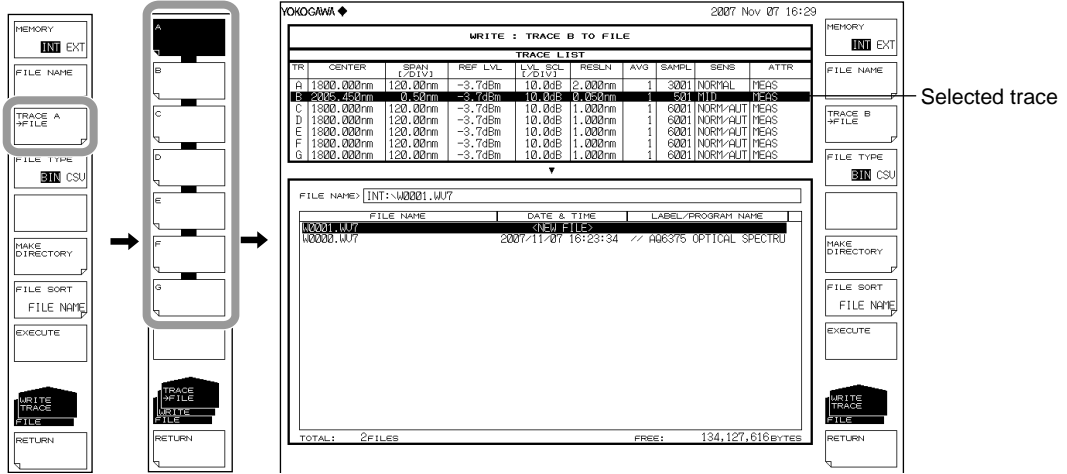 MEMORY
INT EXT
FILE NAME
TRACE A
→FILE
FILE TYPE
BIN CSV
MAKE
DIRECTORY
FILE SORT
FILE NAME
EXECUTE
WRITE
TRACE
FILE
RETURN
A
B
C
D
E
F
G
TRACE
→FILE
WRITE
FILE
RETURN
YOKOGAWA ◆ 2007 Nov 07 16:29
WRITE : TRACE B TO FILE
TRACE LIST
TR CENTER SPAN [/DIV] REF LVL LVL SCL [/DIV] RESLN AVG SAMPL SENS ATTR
A 1800.000nm 120.00nm -3.7dBm 10.0dB 2.000nm 1 3001 NORMAL MEAS
B 2005.450nm 0.50nm -3.7dBm 10.0dB 0.050nm 1 501 MID MEAS
C 1800.000nm 120.00nm -3.7dBm 10.0dB 1.000nm 1 6001 NORM/AUT MEAS
D 1800.000nm 120.00nm -3.7dBm 10.0dB 1.000nm 1 6001 NORM/AUT MEAS
E 1800.000nm 120.00nm -3.7dBm 10.0dB 1.000nm 1 6001 NORM/AUT MEAS
F 1800.000nm 120.00nm -3.7dBm 10.0dB 1.000nm 1 6001 NORM/AUT MEAS
G 1800.000nm 120.00nm -3.7dBm 10.0dB 1.000nm 1 6001 NORM/AUT MEAS
FILE NAME> INT:\W0001.WV7
FILE NAME DATE & TIME LABEL/PROGRAM NAME
W0001.WV7 <NEW FILE>
W0000.WV7 2007/11/07 16:23:34 // AQ6375 OPTICAL SPECTRU
TOTAL: 2FILES FREE: 134,127,616BYTES
MEMORY
INT EXT
FILE NAME
TRACE B
→FILE
FILE TYPE
BIN CSV
MAKE
DIRECTORY
FILE SORT
FILE NAME
EXECUTE
WRITE
TRACE
FILE
RETURN
Selected trace